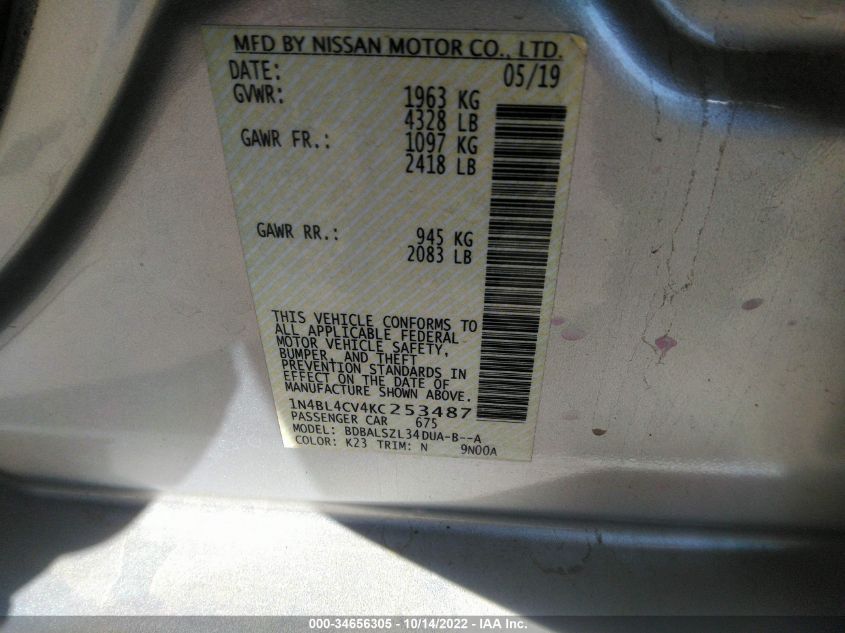 MFD BY NISSAN MOTOR CO., LTD.
DATE: 05/19
GVWR: 1963 KG
4328 LB
GAWR FR.: 1097 KG
2418 LB
GAWR RR.: 945 KG
2083 LB
THIS VEHICLE CONFORMS TO
ALL APPLICABLE FEDERAL
MOTOR VEHICLE SAFETY,
BUMPER, AND THEFT
PREVENTION STANDARDS IN
EFFECT ON THE DATE OF
MANUFACTURE SHOWN ABOVE.
1N4BL4CV4KC253487
PASSENGER CAR 675
MODEL: BDBALSZL34DUA-B--A
COLOR: K23 TRIM: N 9N00A
000-34656305 - 10/14/2022 - IAA Inc.